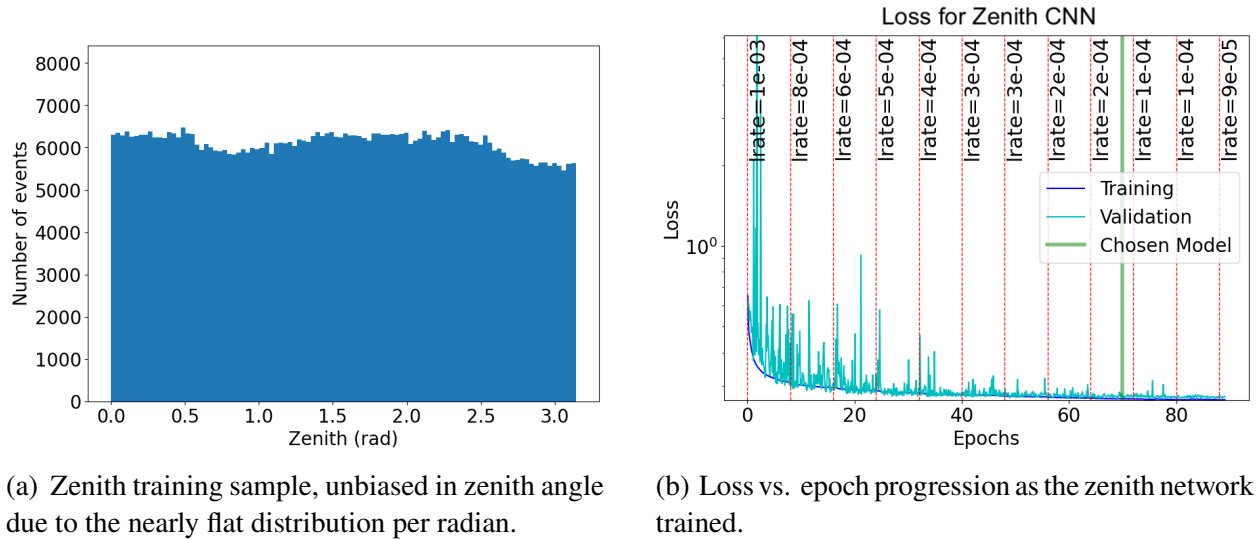 8000
7000
6000
5000
4000
3000
2000
1000
0
Number of events
0.0 0.5 1.0 1.5 2.0 2.5 3.0
Zenith (rad)
Loss for Zenith CNN
lrate=1e-03
lrate=8e-04
lrate=6e-04
lrate=5e-04
lrate=4e-04
lrate=3e-04
lrate=3e-04
lrate=2e-04
lrate=2e-04
lrate=1e-04
lrate=1e-04
lrate=9e-05
Training
Validation
Chosen Model
Loss
10⁰
0 20 40 60 80
Epochs
(a) Zenith training sample, unbiased in zenith angle
due to the nearly flat distribution per radian.
(b) Loss vs. epoch progression as the zenith network
trained.